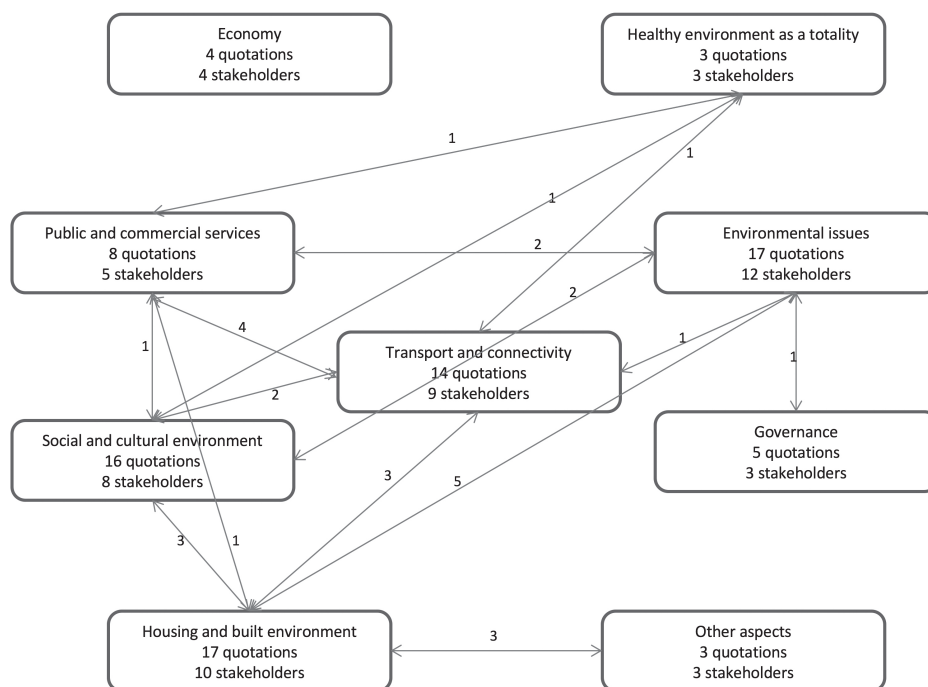 Economy
4 quotations
4 stakeholders
Healthy environment as a totality
3 quotations
3 stakeholders
1
1
1
Public and commercial services
8 quotations
5 stakeholders
2
Environmental issues
17 quotations
12 stakeholders
2
4
1
1
1
Transport and connectivity
14 quotations
9 stakeholders
2
Social and cultural environment
16 quotations
8 stakeholders
Governance
5 quotations
3 stakeholders
3
5
3
1
Housing and built environment
17 quotations
10 stakeholders
3
Other aspects
3 quotations
3 stakeholders